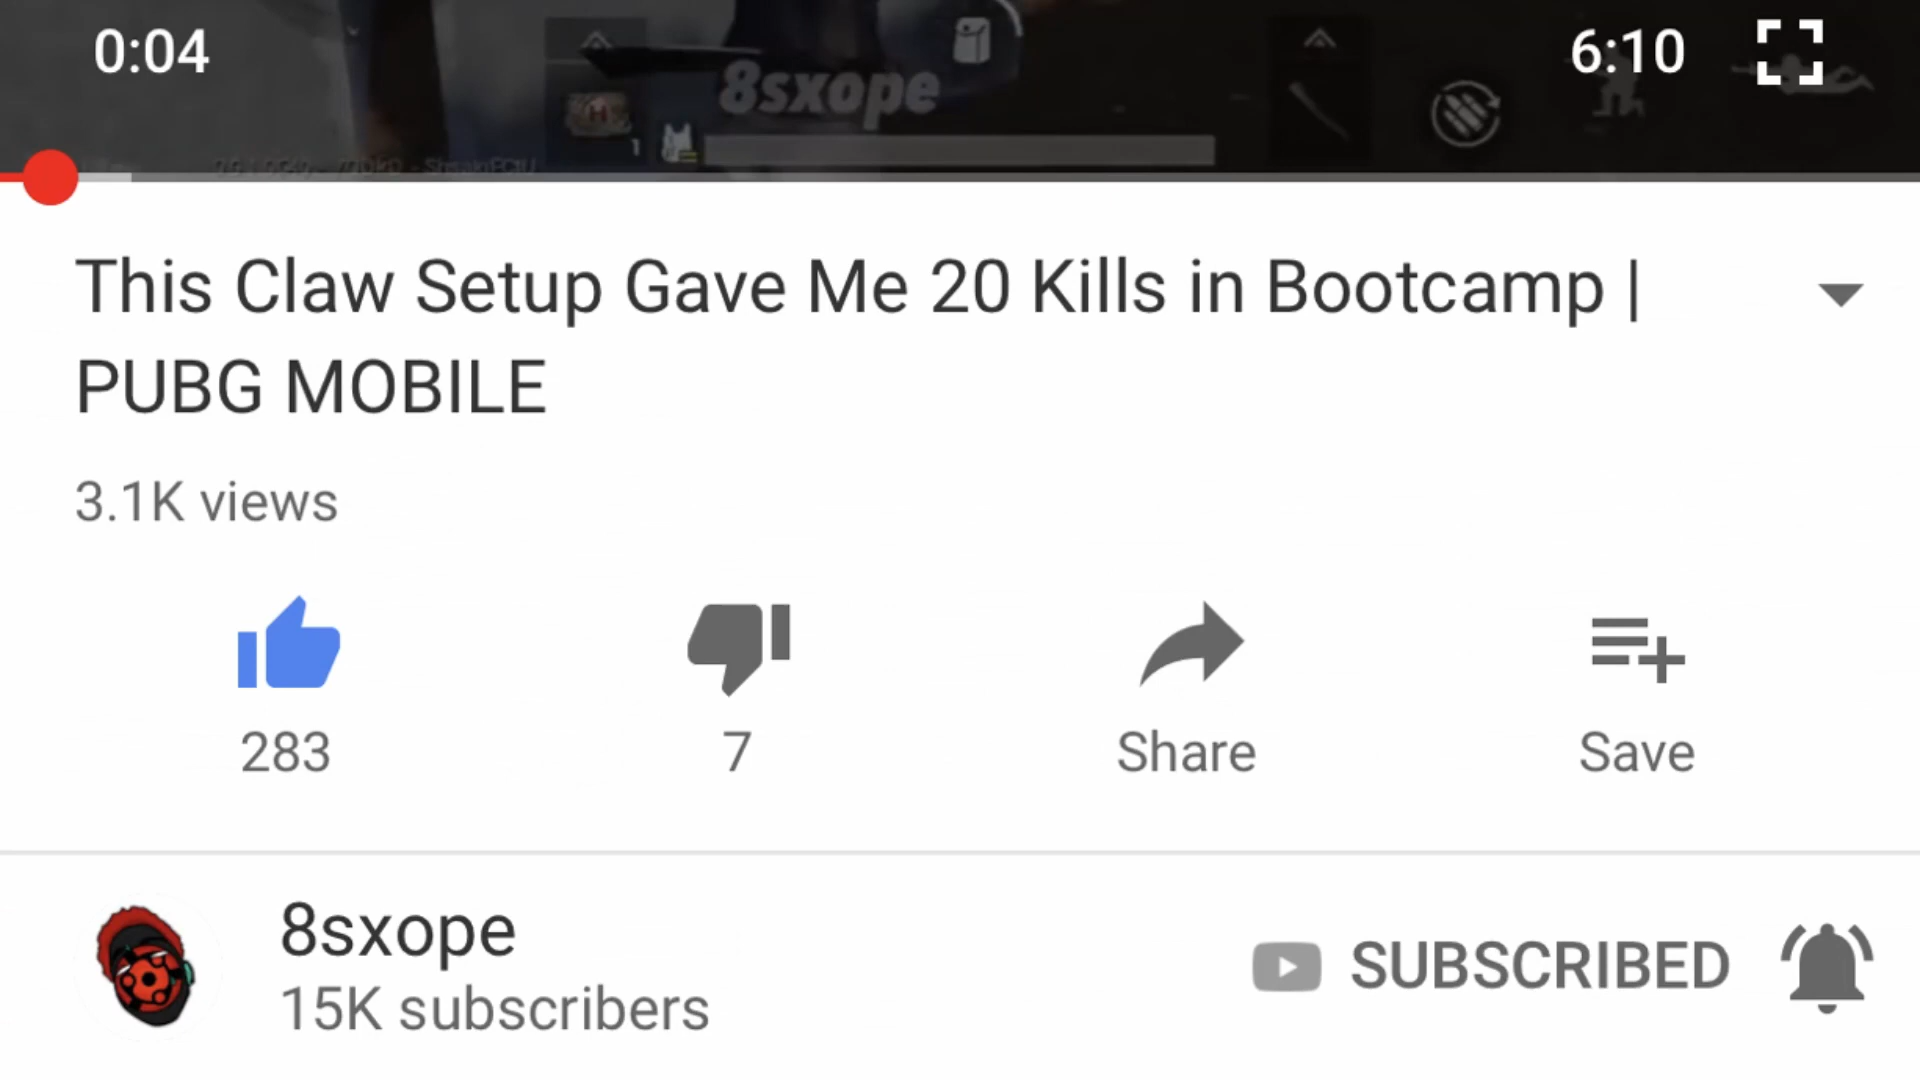 0:04
6:10
8sxope
1
This Claw Setup Gave Me 20 Kills in Bootcamp |
PUBG MOBILE
3.1K views
283
7
Share
Save
8sxope
15K subscribers
SUBSCRIBED